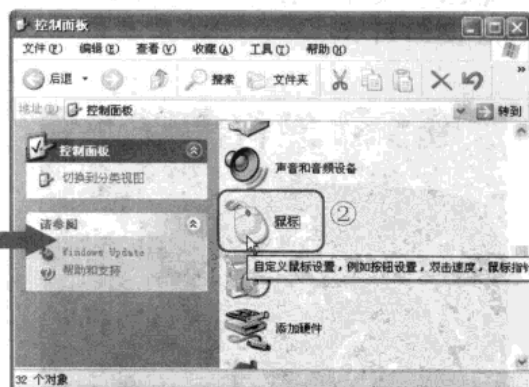 控制面板
文件(F) 编辑(E) 查看(V) 收藏(A) 工具(T) 帮助(H)
后退 搜索 文件夹
地址(D) 控制面板 转到
控制面板
切换到分类视图
请参阅
Windows Update
帮助和支持
声音和音频设备
鼠标 ②
自定义鼠标设置，例如按钮设置，双击速度，鼠标指针
添加硬件
32 个对象